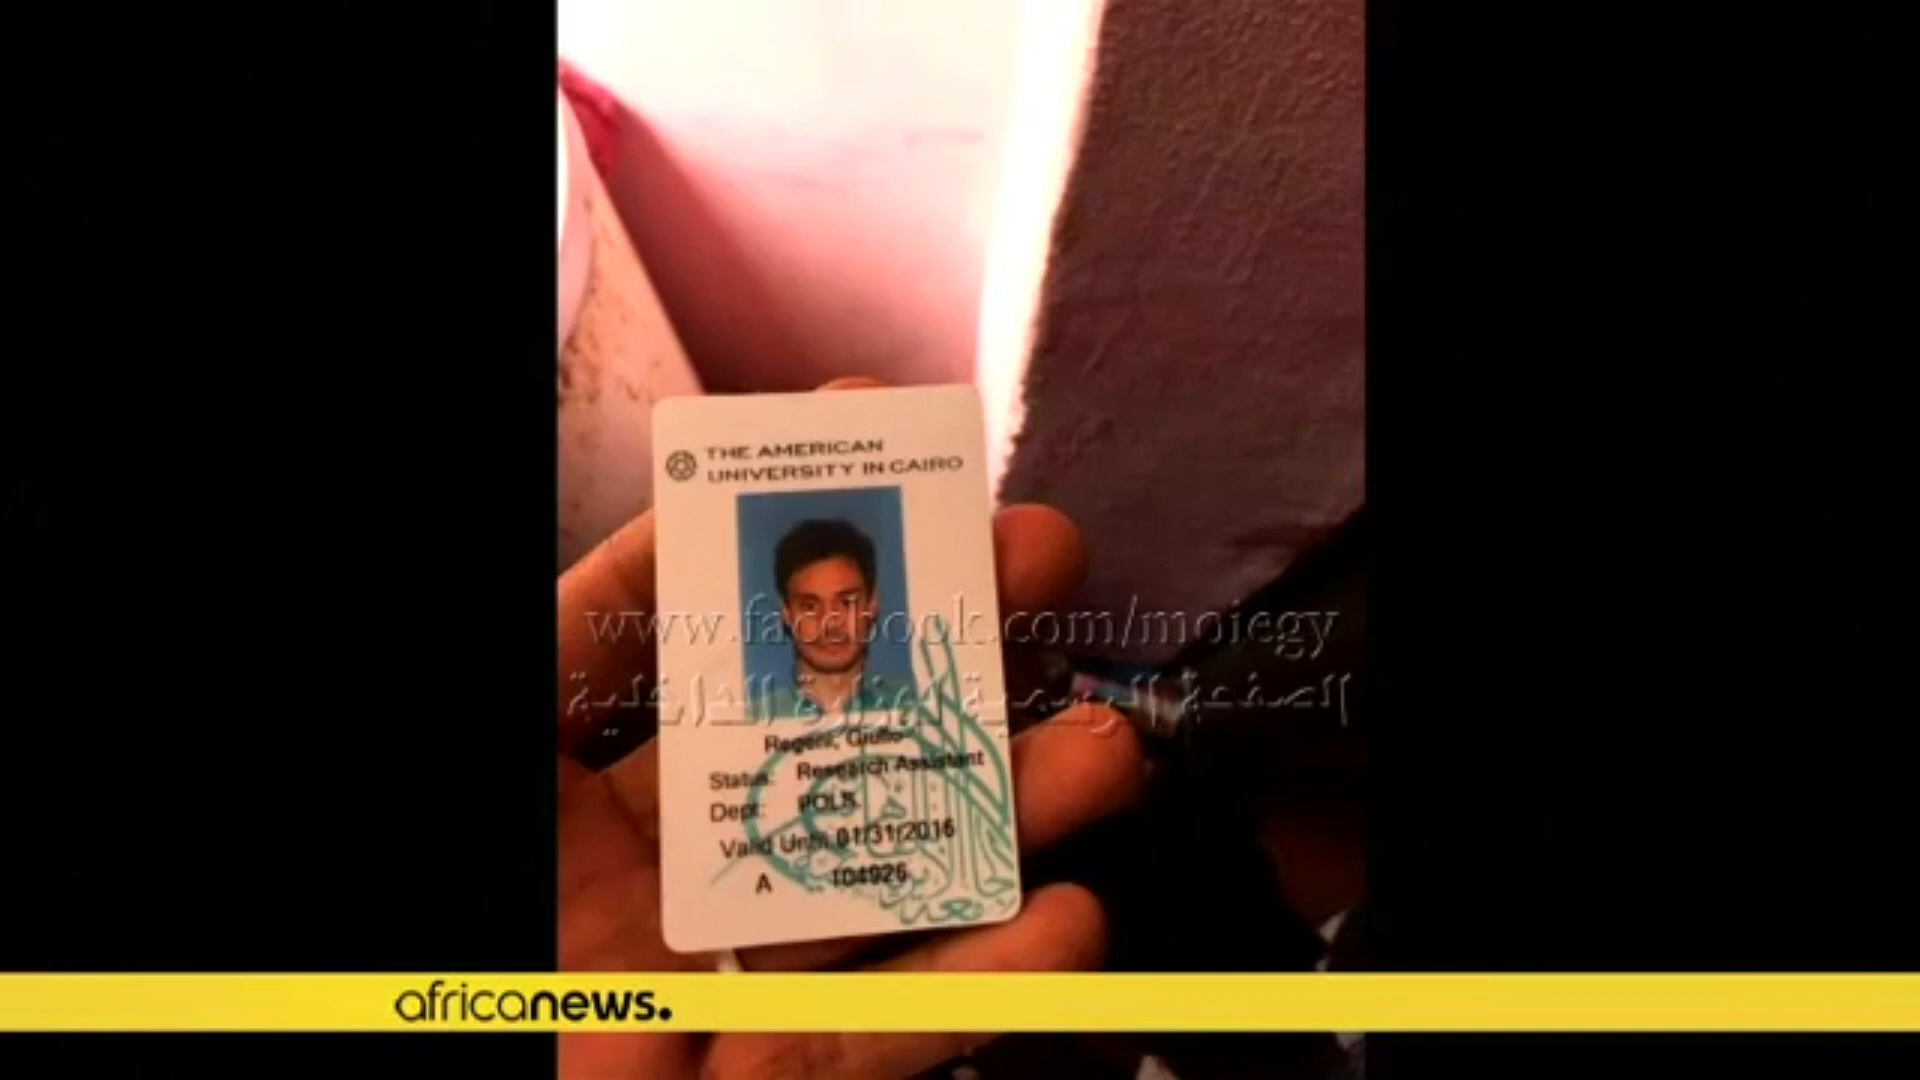 THE AMERICAN
UNIVERSITY IN CAIRO
www.facebook.com/moiegy
الصفحة الرسمية لوزارة الداخلية
Regeni, Giulio
Status: Research Assistant
Dept: POLS
Valid Until: 01/31/2016
A 104926
africanews.